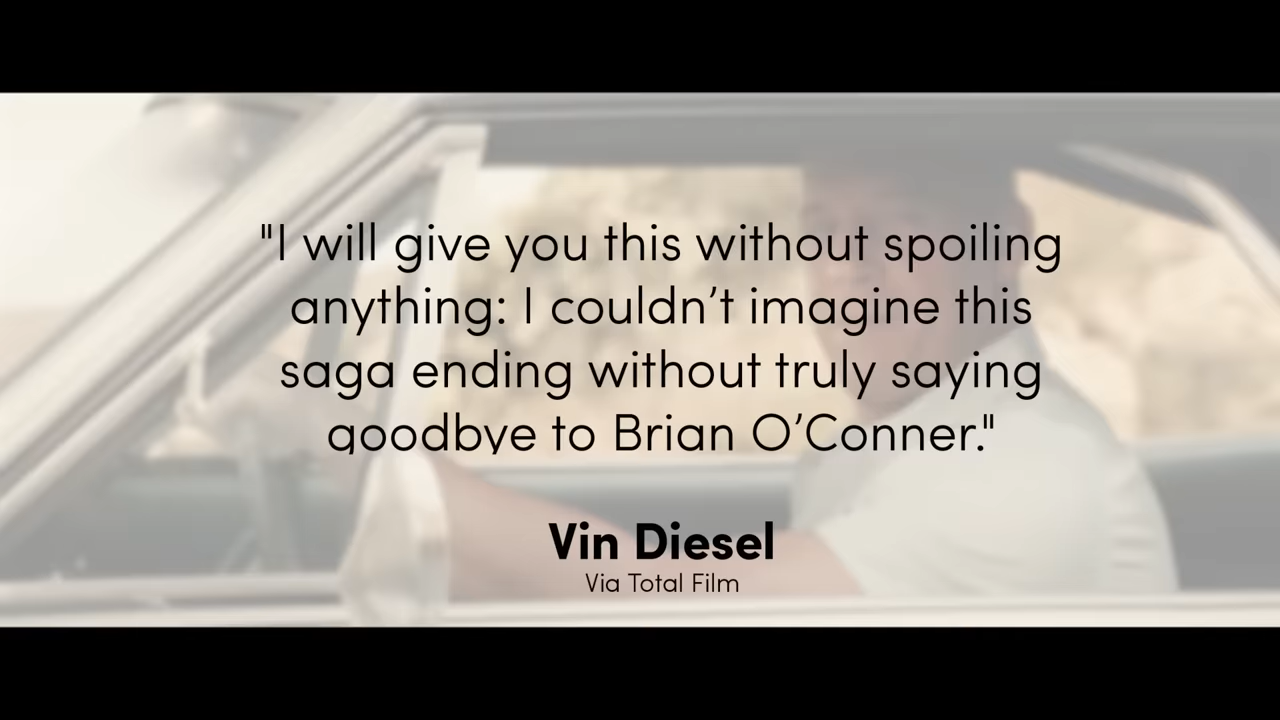 "I will give you this without spoiling
anything: I couldn’t imagine this
saga ending without truly saying
goodbye to Brian O’Conner."
Vin Diesel
Via Total Film